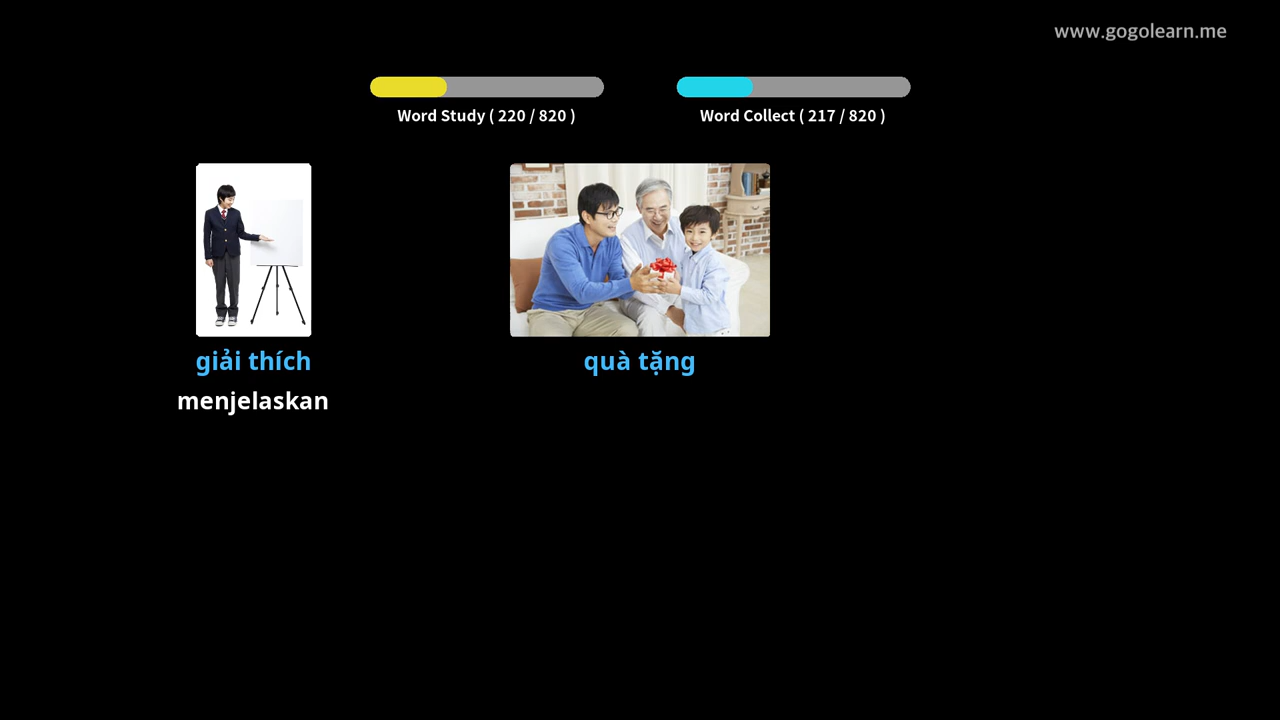 www.gogolearn.me
Word Study ( 220 / 820 )
Word Collect ( 217 / 820 )
giải thích
quà tặng
menjelaskan